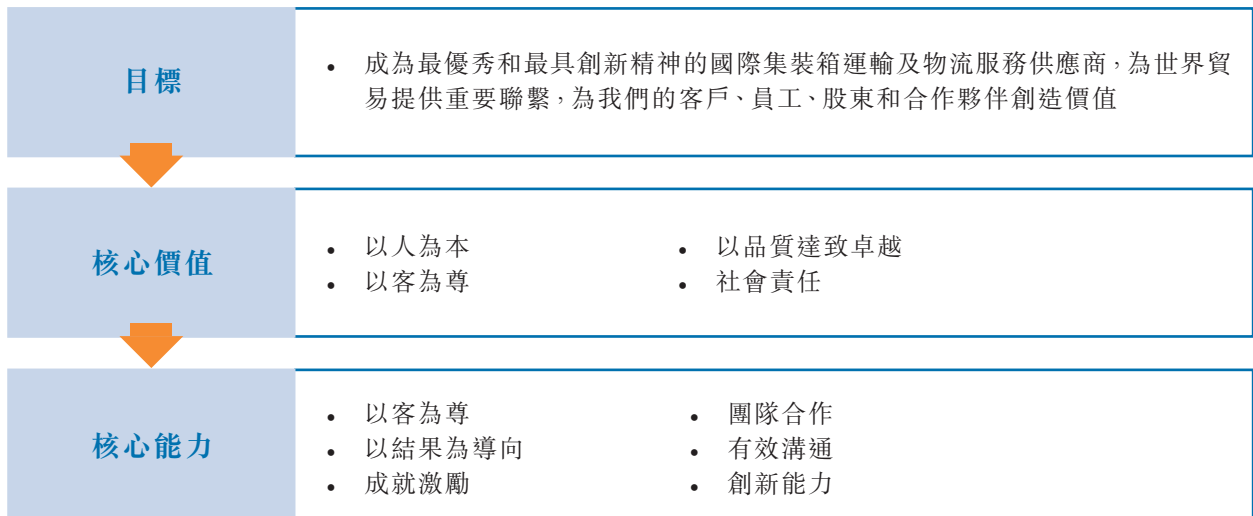 目標
• 成為最優秀和最具創新精神的國際集裝箱運輸及物流服務供應商，為世界貿
易提供重要聯繫，為我們的客戶、員工、股東和合作夥伴創造價值
核心價值
• 以人為本
• 以客為尊
• 以品質達致卓越
• 社會責任
核心能力
• 以客為尊
• 以結果為導向
• 成就激勵
• 團隊合作
• 有效溝通
• 創新能力